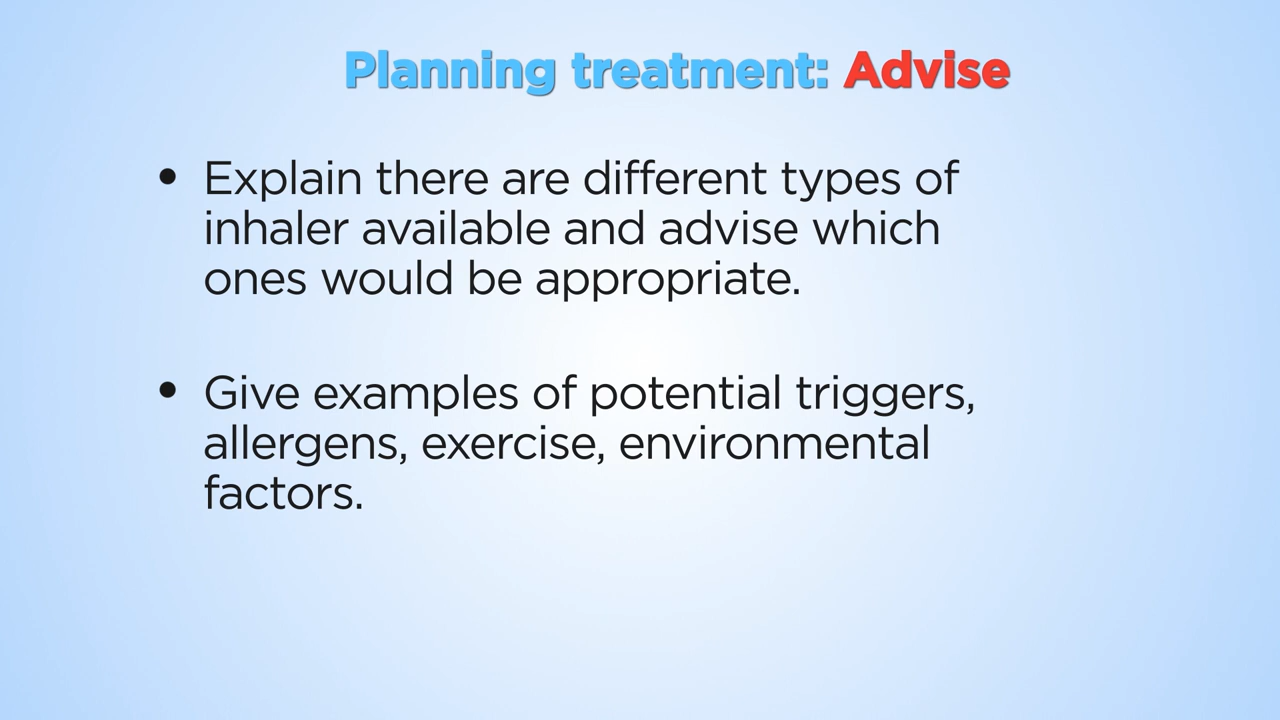 Planning treatment: Advise
• Explain there are different types of
inhaler available and advise which
ones would be appropriate.
• Give examples of potential triggers,
allergens, exercise, environmental
factors.